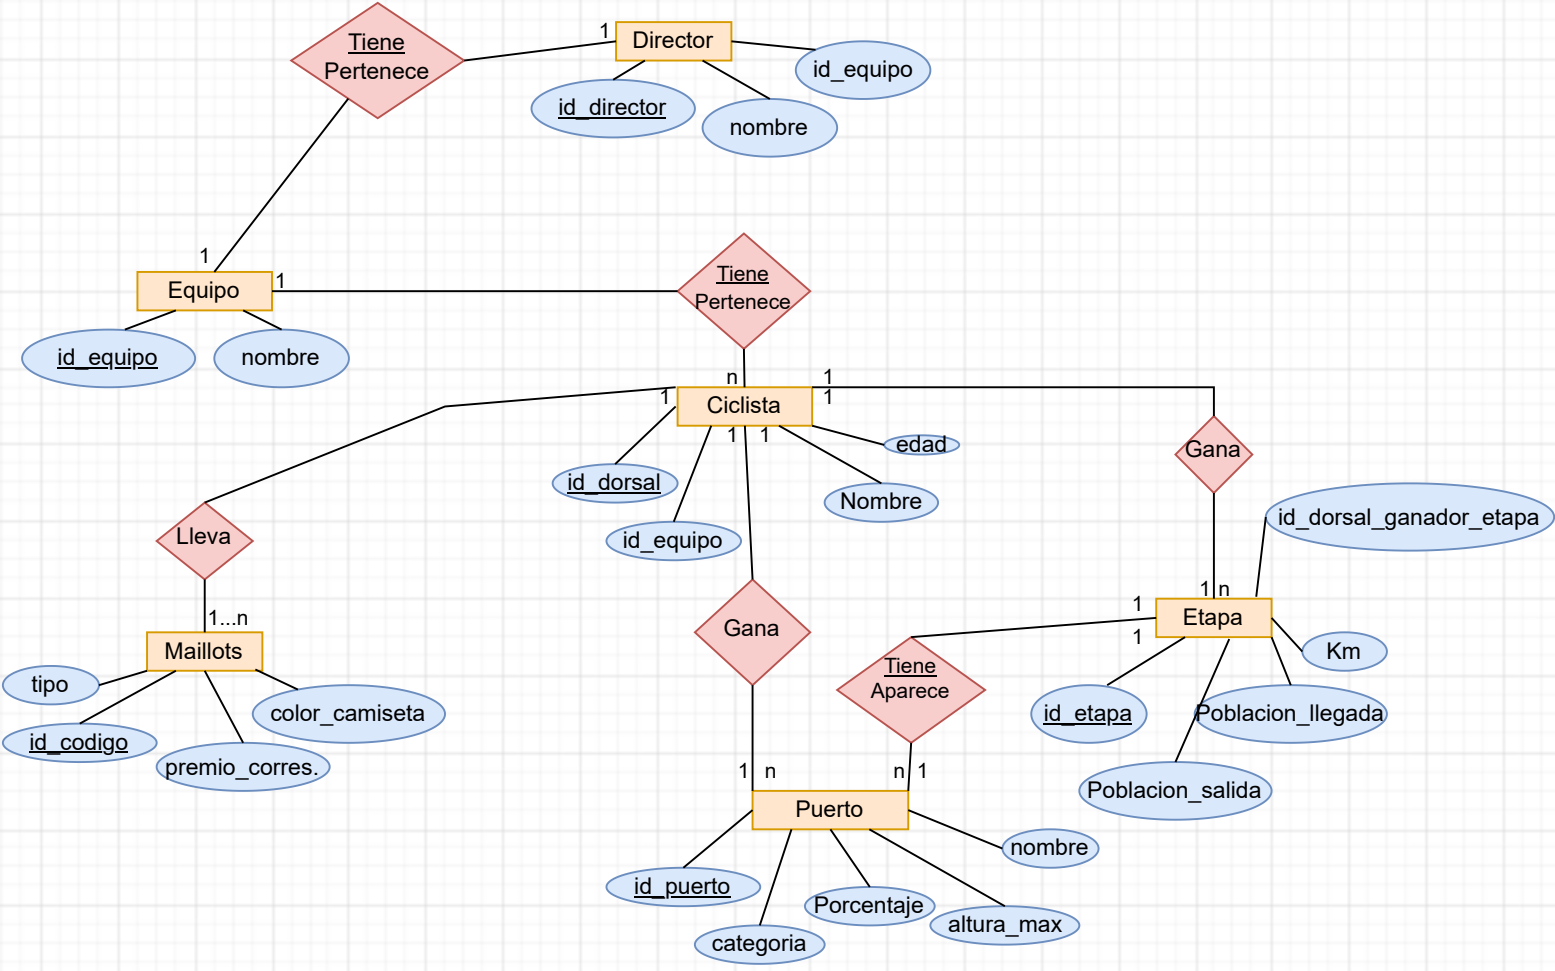 Tiene
Pertenece
1
Director
id_equipo
id_director
nombre
1
Equipo
1
id_equipo
nombre
Tiene
Pertenece
n
1
1
1
Ciclista
1
1
edad
id_dorsal
Nombre
id_equipo
Gana
id_dorsal_ganador_etapa
Lleva
1...n
Maillots
tipo
color_camiseta
id_codigo
premio_corres.
Gana
1
n
1
n
Etapa
1
1
Km
Tiene
Aparece
id_etapa
Poblacion_llegada
Poblacion_salida
n
1
Puerto
nombre
id_puerto
Porcentaje
altura_max
categoria